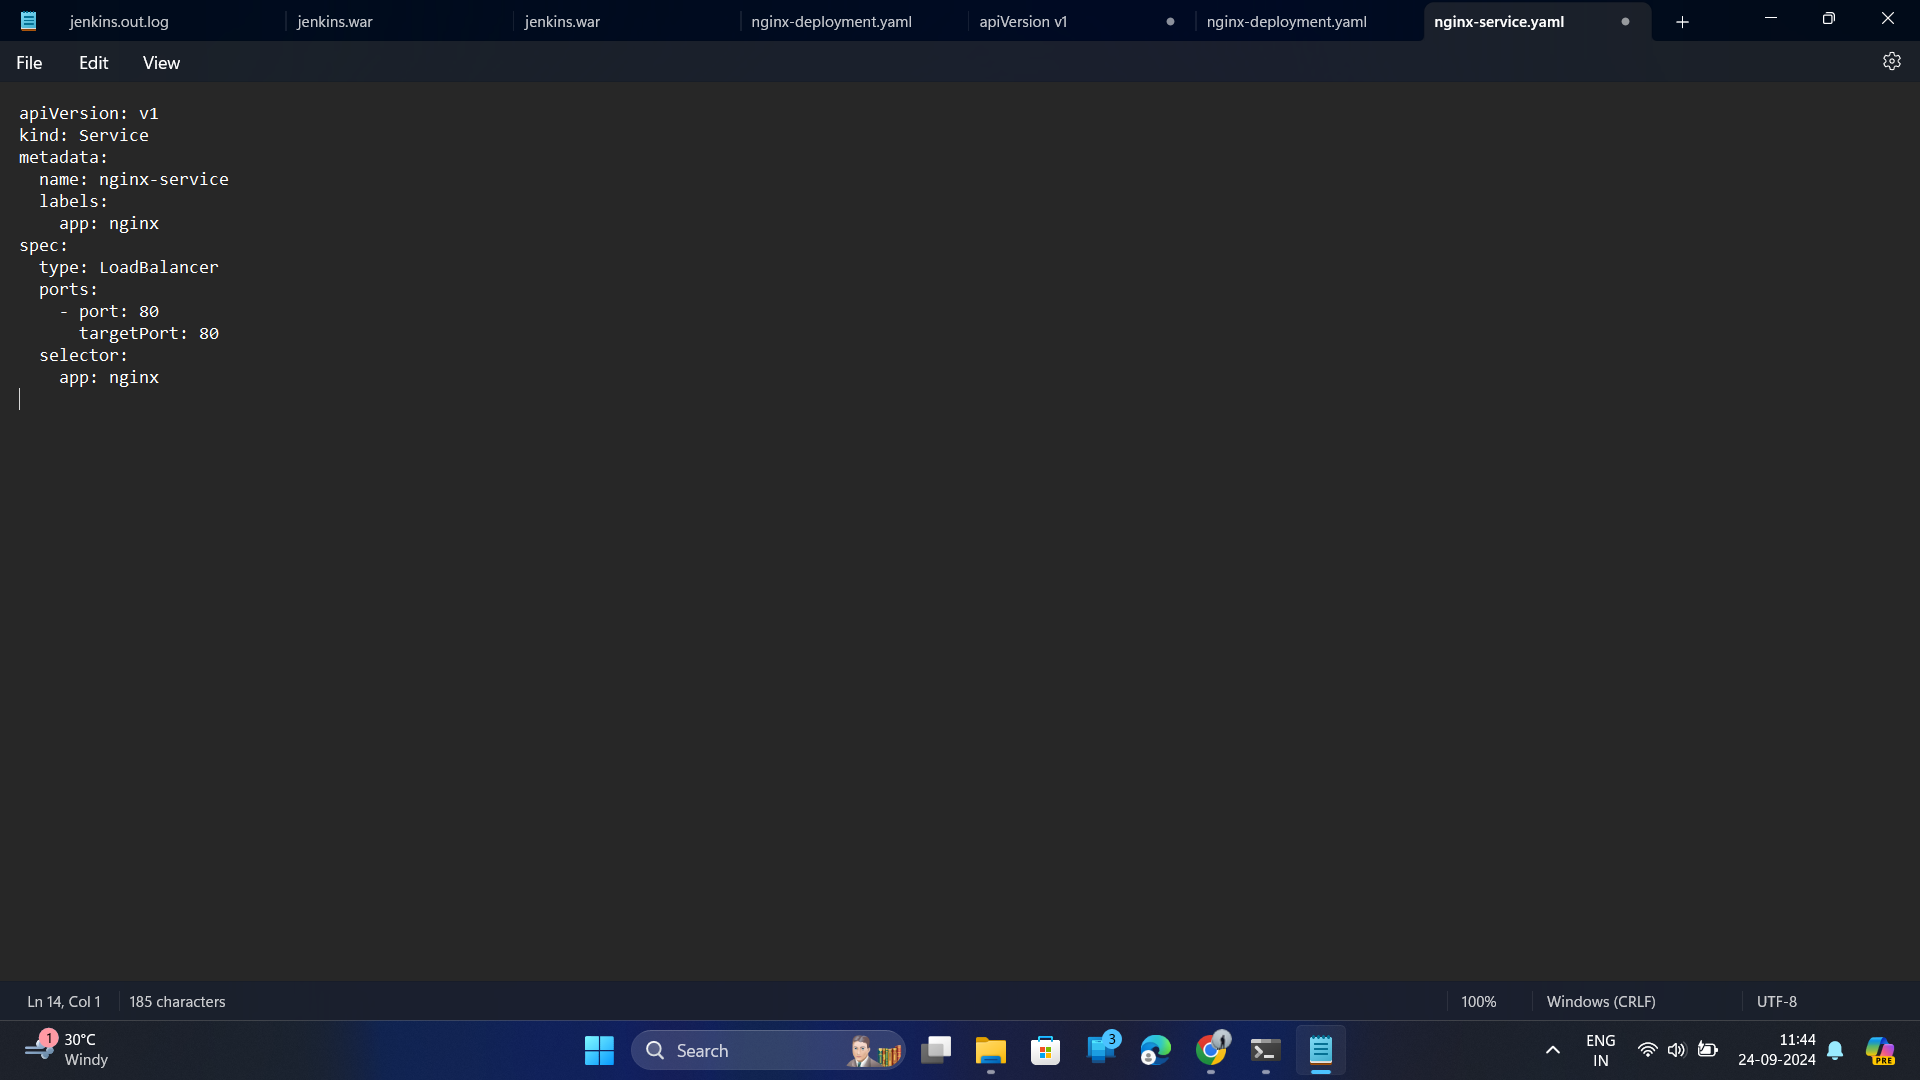 jenkins.out.log
jenkins.war
jenkins.war
nginx-deployment.yaml
apiVersion v1
nginx-deployment.yaml
nginx-service.yaml
File Edit View
apiVersion: v1
kind: Service
metadata:
  name: nginx-service
  labels:
    app: nginx
spec:
  type: LoadBalancer
  ports:
    - port: 80
      targetPort: 80
  selector:
    app: nginx
Ln 14, Col 1
185 characters
100%
Windows (CRLF)
UTF-8
1
30°C
Windy
Search
3
ENG
IN
11:44
24-09-2024
PRE